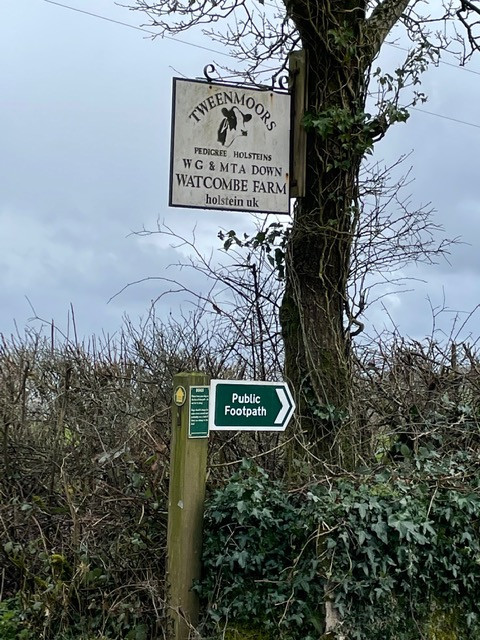 TWEENMOORS
PEDIGREE HOLSTEINS
W G & M T A DOWN
WATCOMBE FARM
holstein uk
Public
Footpath